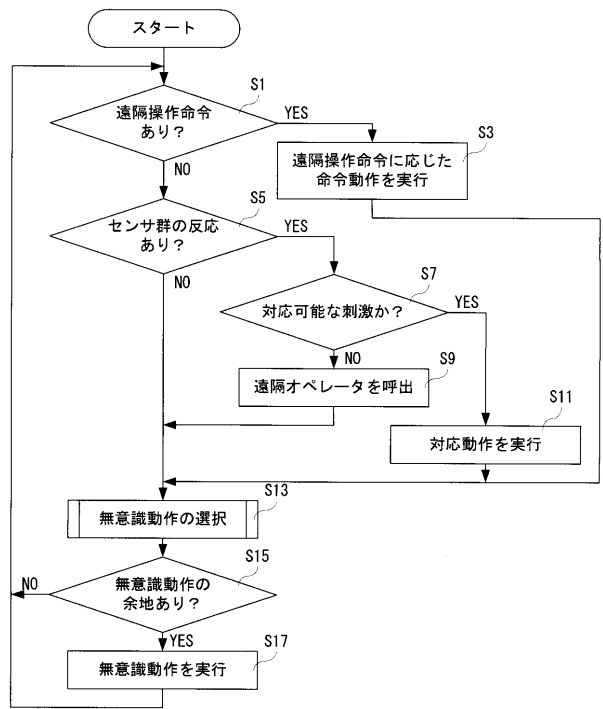 スタート
S1
遠隔操作命令
あり？
YES
NO
S3
遠隔操作命令に応じた
命令動作を実行
S5
センサ群の反応
あり？
YES
NO
S7
対応可能な刺激か？
YES
NO
S9
遠隔オペレータを呼出
S11
対応動作を実行
S13
無意識動作の選択
S15
無意識動作の
余地あり？
NO
YES
S17
無意識動作を実行